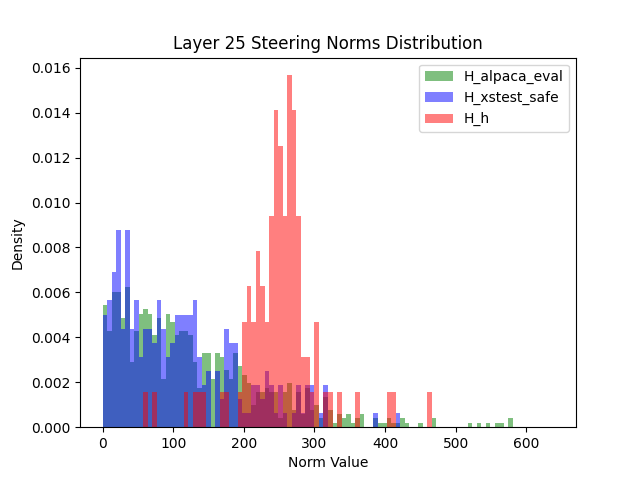 Layer 25 Steering Norms Distribution
H_alpaca_eval
H_xstest_safe
H_h
0.016
0.014
0.012
0.010
0.008
0.006
0.004
0.002
0.000
Density
0 100 200 300 400 500 600
Norm Value